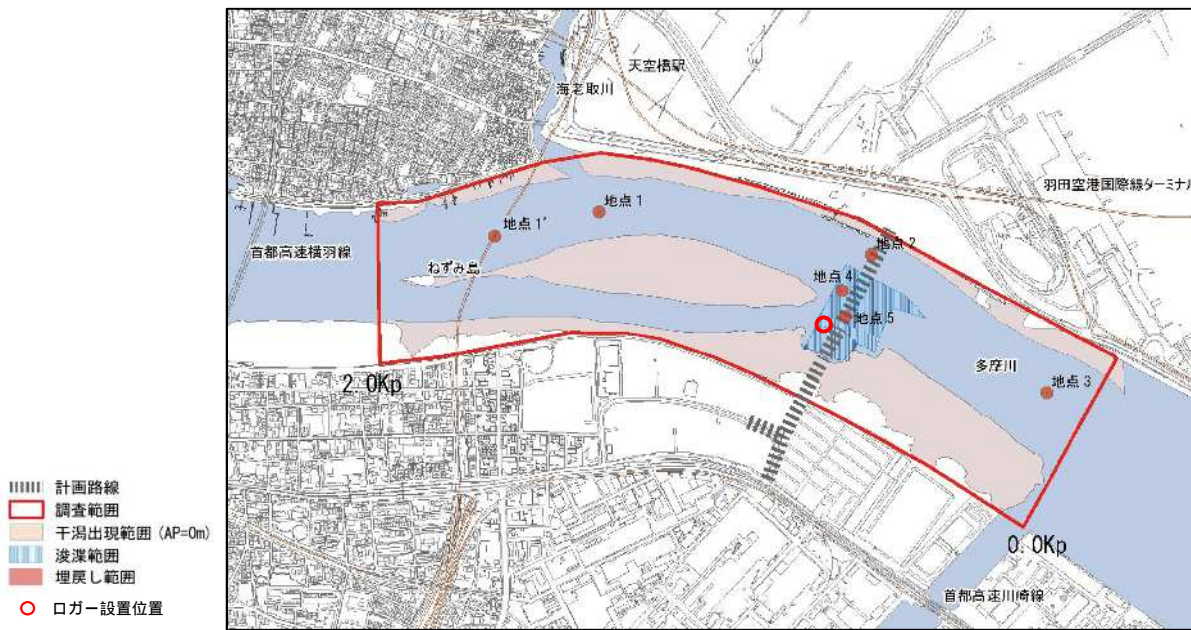 天空橋駅
海老取川
羽田空港国際線ターミナル
地点1
地点1'
首都高速横羽線
地点2
ねずみ島
地点4
地点5
多摩川
2.0Kp
地点3
計画路線
調査範囲
干潟出現範囲（AP=0m）
浚渫範囲
埋戻し範囲
0.0Kp
首都高速川崎線
ロガー設置位置